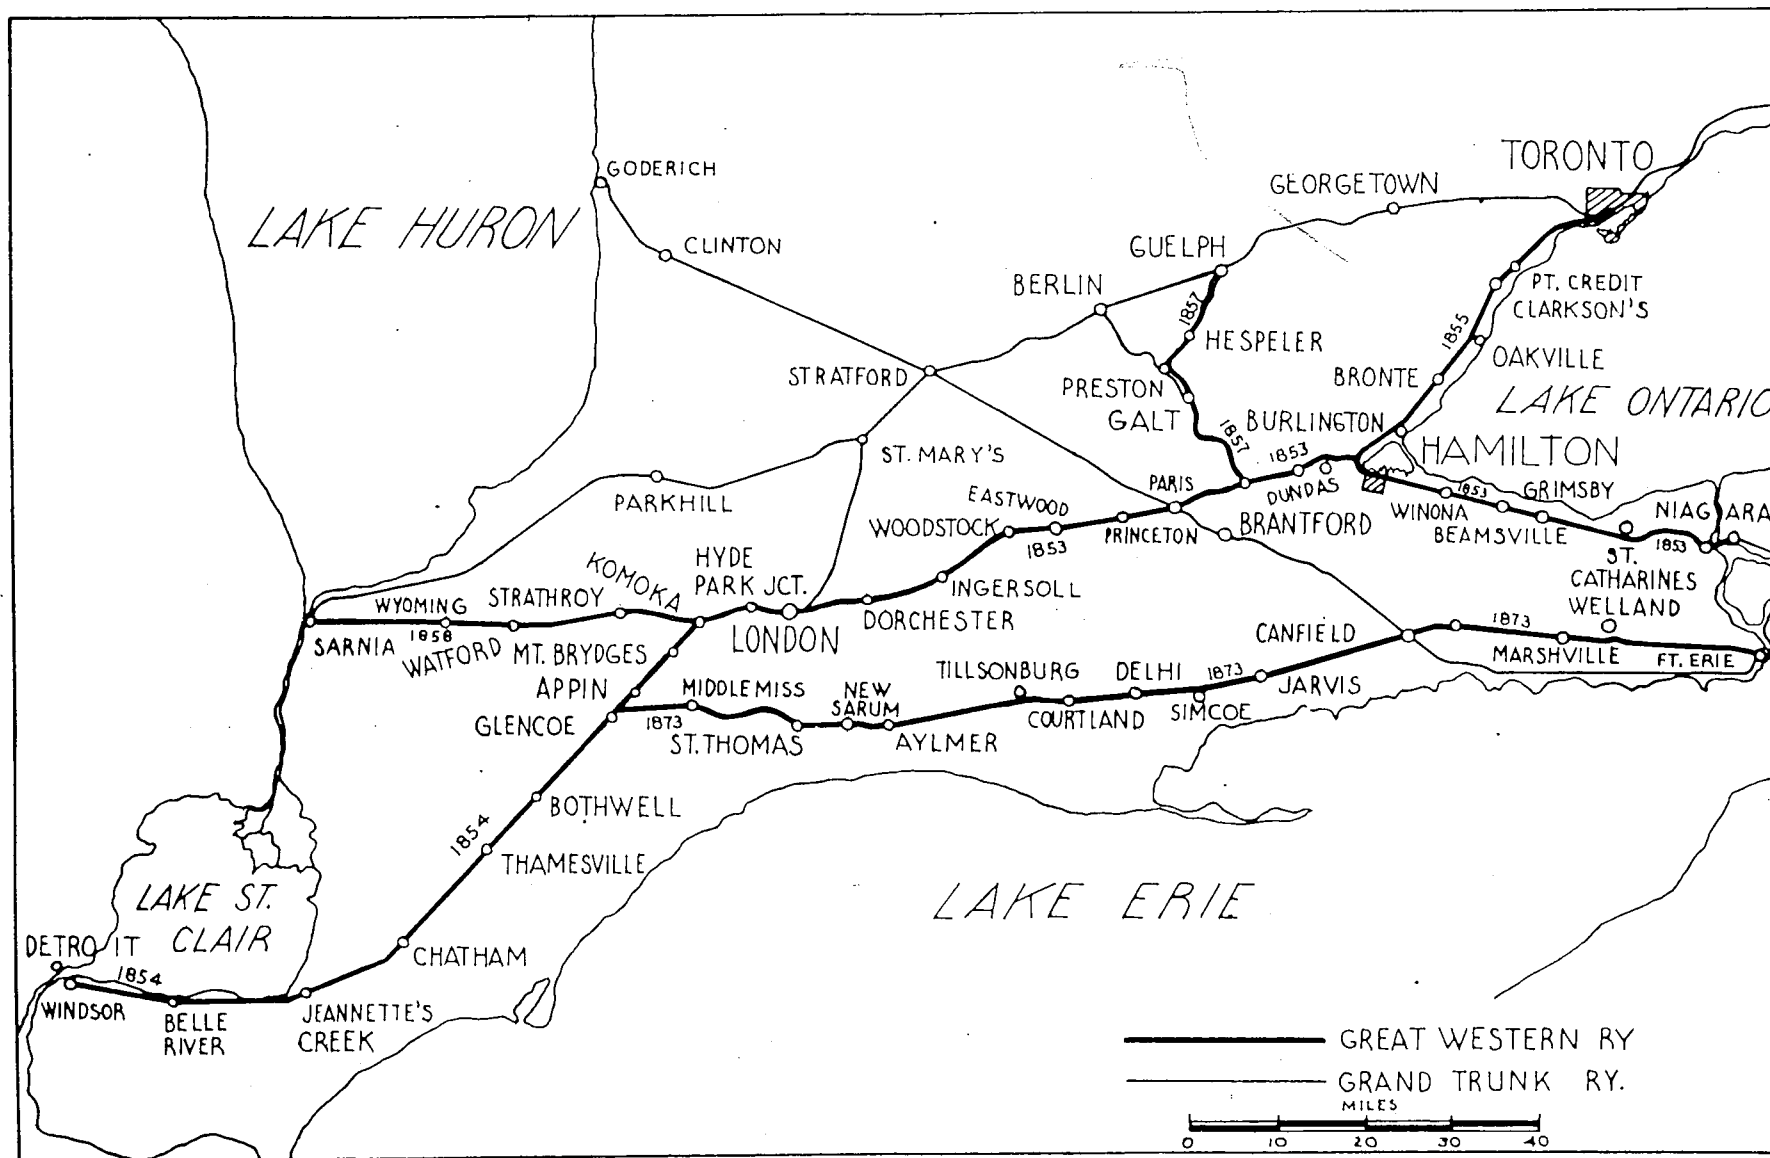 TORONTO
GODERICH
GEORGETOWN
LAKE HURON
CLINTON
GUELPH
BERLIN
PT. CREDIT
CLARKSON'S
1857
1855
HESPELER
OAKVILLE
STRATFORD
PRESTON
BRONTE
LAKE ONTARIO
GALT
BURLINGTON
1857
ST. MARY'S
1853
HAMILTON
PARKHILL
PARIS
DUNDAS
1853
GRIMSBY
EASTWOOD
WOODSTOCK
1853
PRINCETON
BRANTFORD
WINONA
BEAMSVILLE
NIAGARA
1853
ST.
CATHARINES
HYDE
PARK JCT.
KOMOKA
STRATHROY
WYOMING
1858
SARNIA
WATFORD
MT. BRYDGES
LONDON
DORCHESTER
INGERSOLL
WELLAND
CANFIELD
1873
MARSHVILLE
FT. ERIE
APPIN
MIDDLEMISS
NEW
SARUM
TILLSONBURG
DELHI
1873
JARVIS
GLENCOE
1873
ST. THOMAS
AYLMER
COURTLAND
SIMCOE
BOTHWELL
1854
THAMESVILLE
LAKE ST.
CLAIR
LAKE ERIE
DETROIT
1854
CHATHAM
WINDSOR
BELLE
RIVER
JEANNETTE'S
CREEK
GREAT WESTERN RY
GRAND TRUNK RY.
MILES
0 10 20 30 40